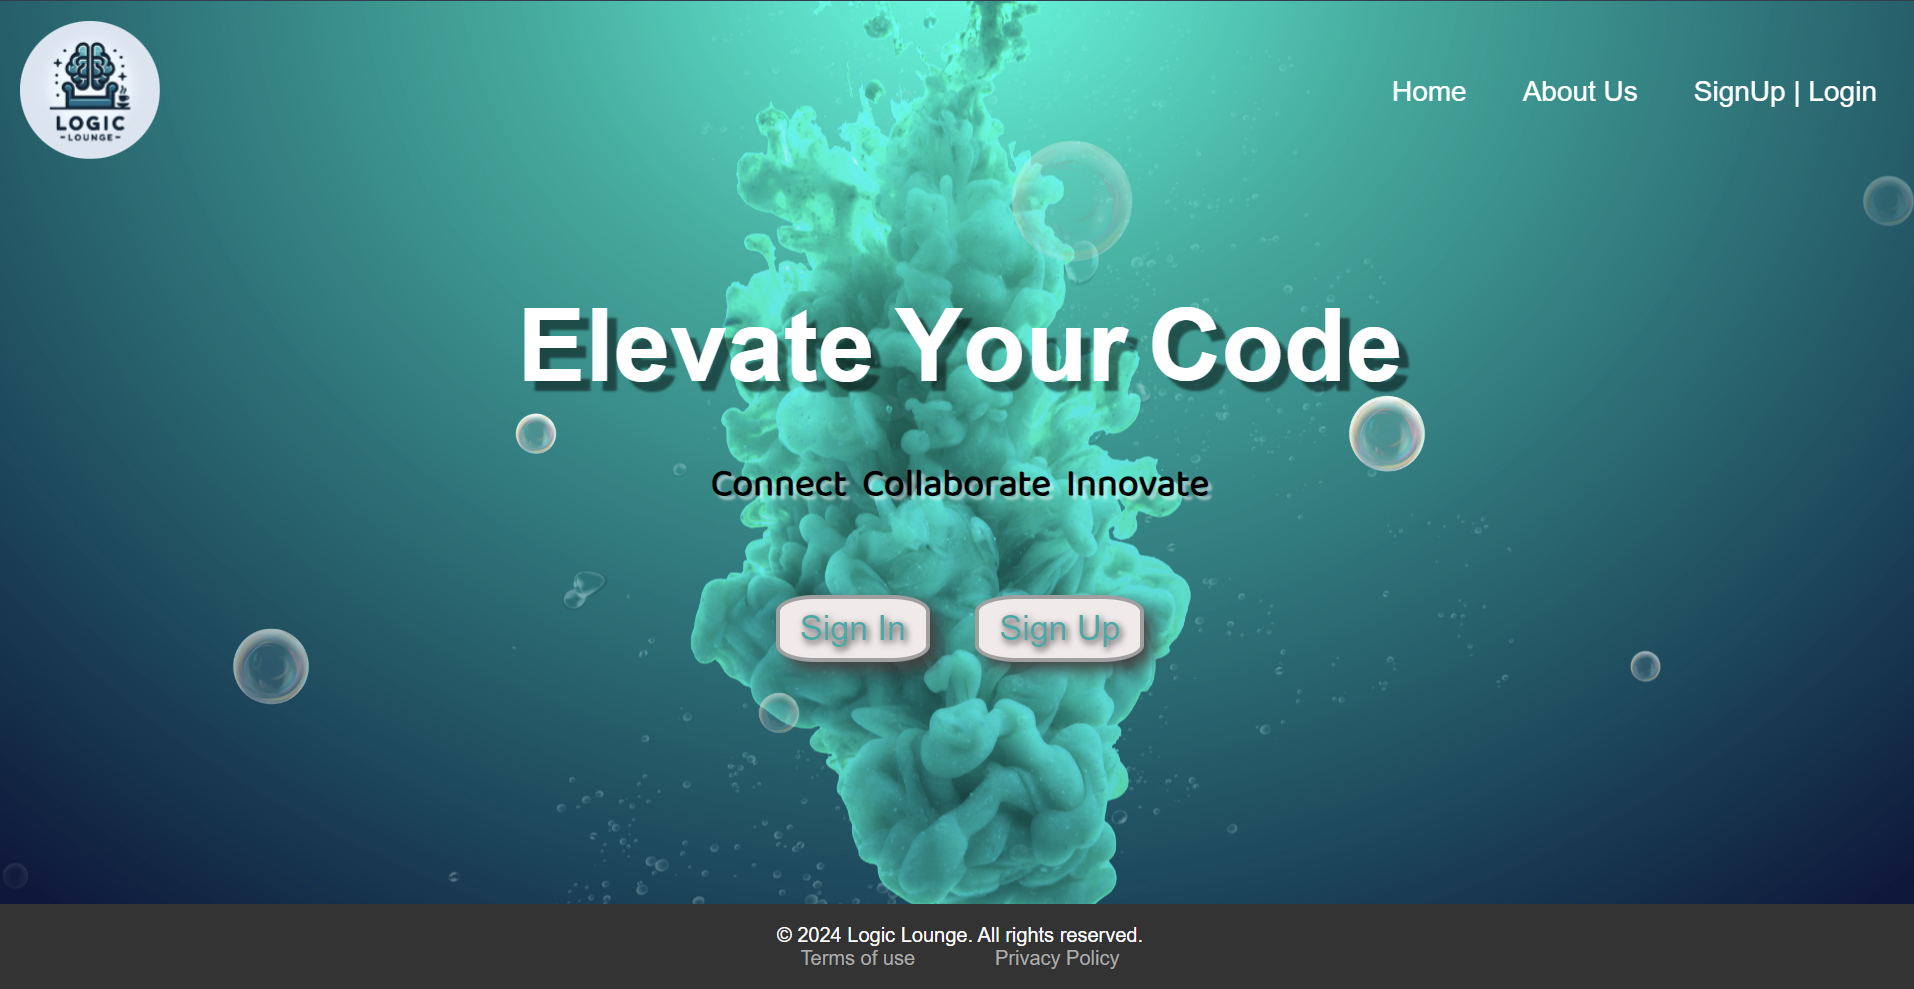 LOGIC
-LOUNGE-
Home About Us SignUp | Login
Elevate Your Code
Connect Collaborate Innovate
Sign In Sign Up
© 2024 Logic Lounge. All rights reserved.
Terms of use Privacy Policy